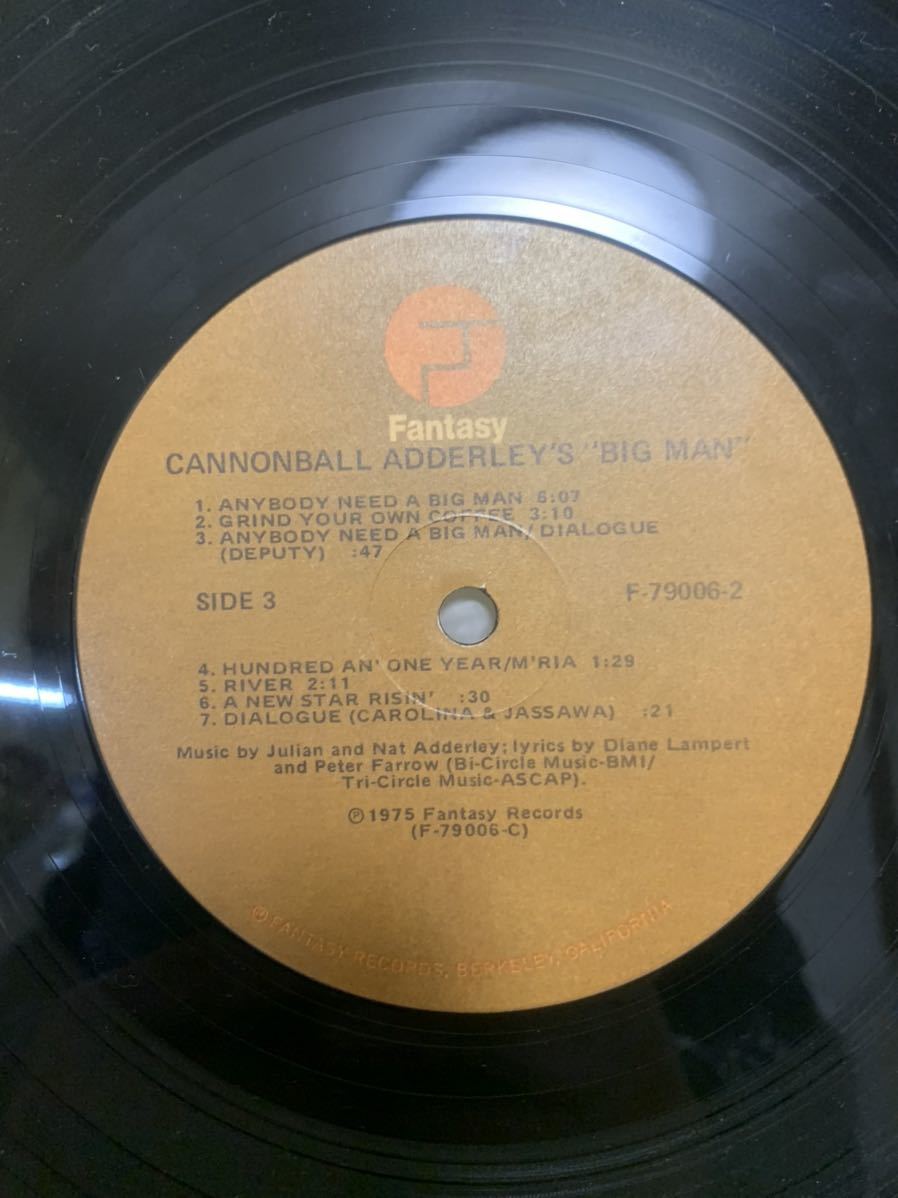 Fantasy
CANNONBALL ADDERLEY'S "BIG MAN"
1. ANYBODY NEED A BIG MAN 6:07
2. GRIND YOUR OWN COFFEE 3:10
3. ANYBODY NEED A BIG MAN/DIALOGUE
(DEPUTY) :47
SIDE 3
F-79006-2
4. HUNDRED AN' ONE YEAR/M'RIA 1:29
5. RIVER 2:11
6. A NEW STAR RISIN' :30
7. DIALOGUE (CAROLINA & JASSAWA) :21
Music by Julian and Nat Adderley; lyrics by Diane Lampert
and Peter Farrow (Bi-Circle Music-BMI/
Tri-Circle Music-ASCAP).
℗1975 Fantasy Records
(F-79006-C)
℗ FANTASY RECORDS, BERKELEY, CALIFORNIA